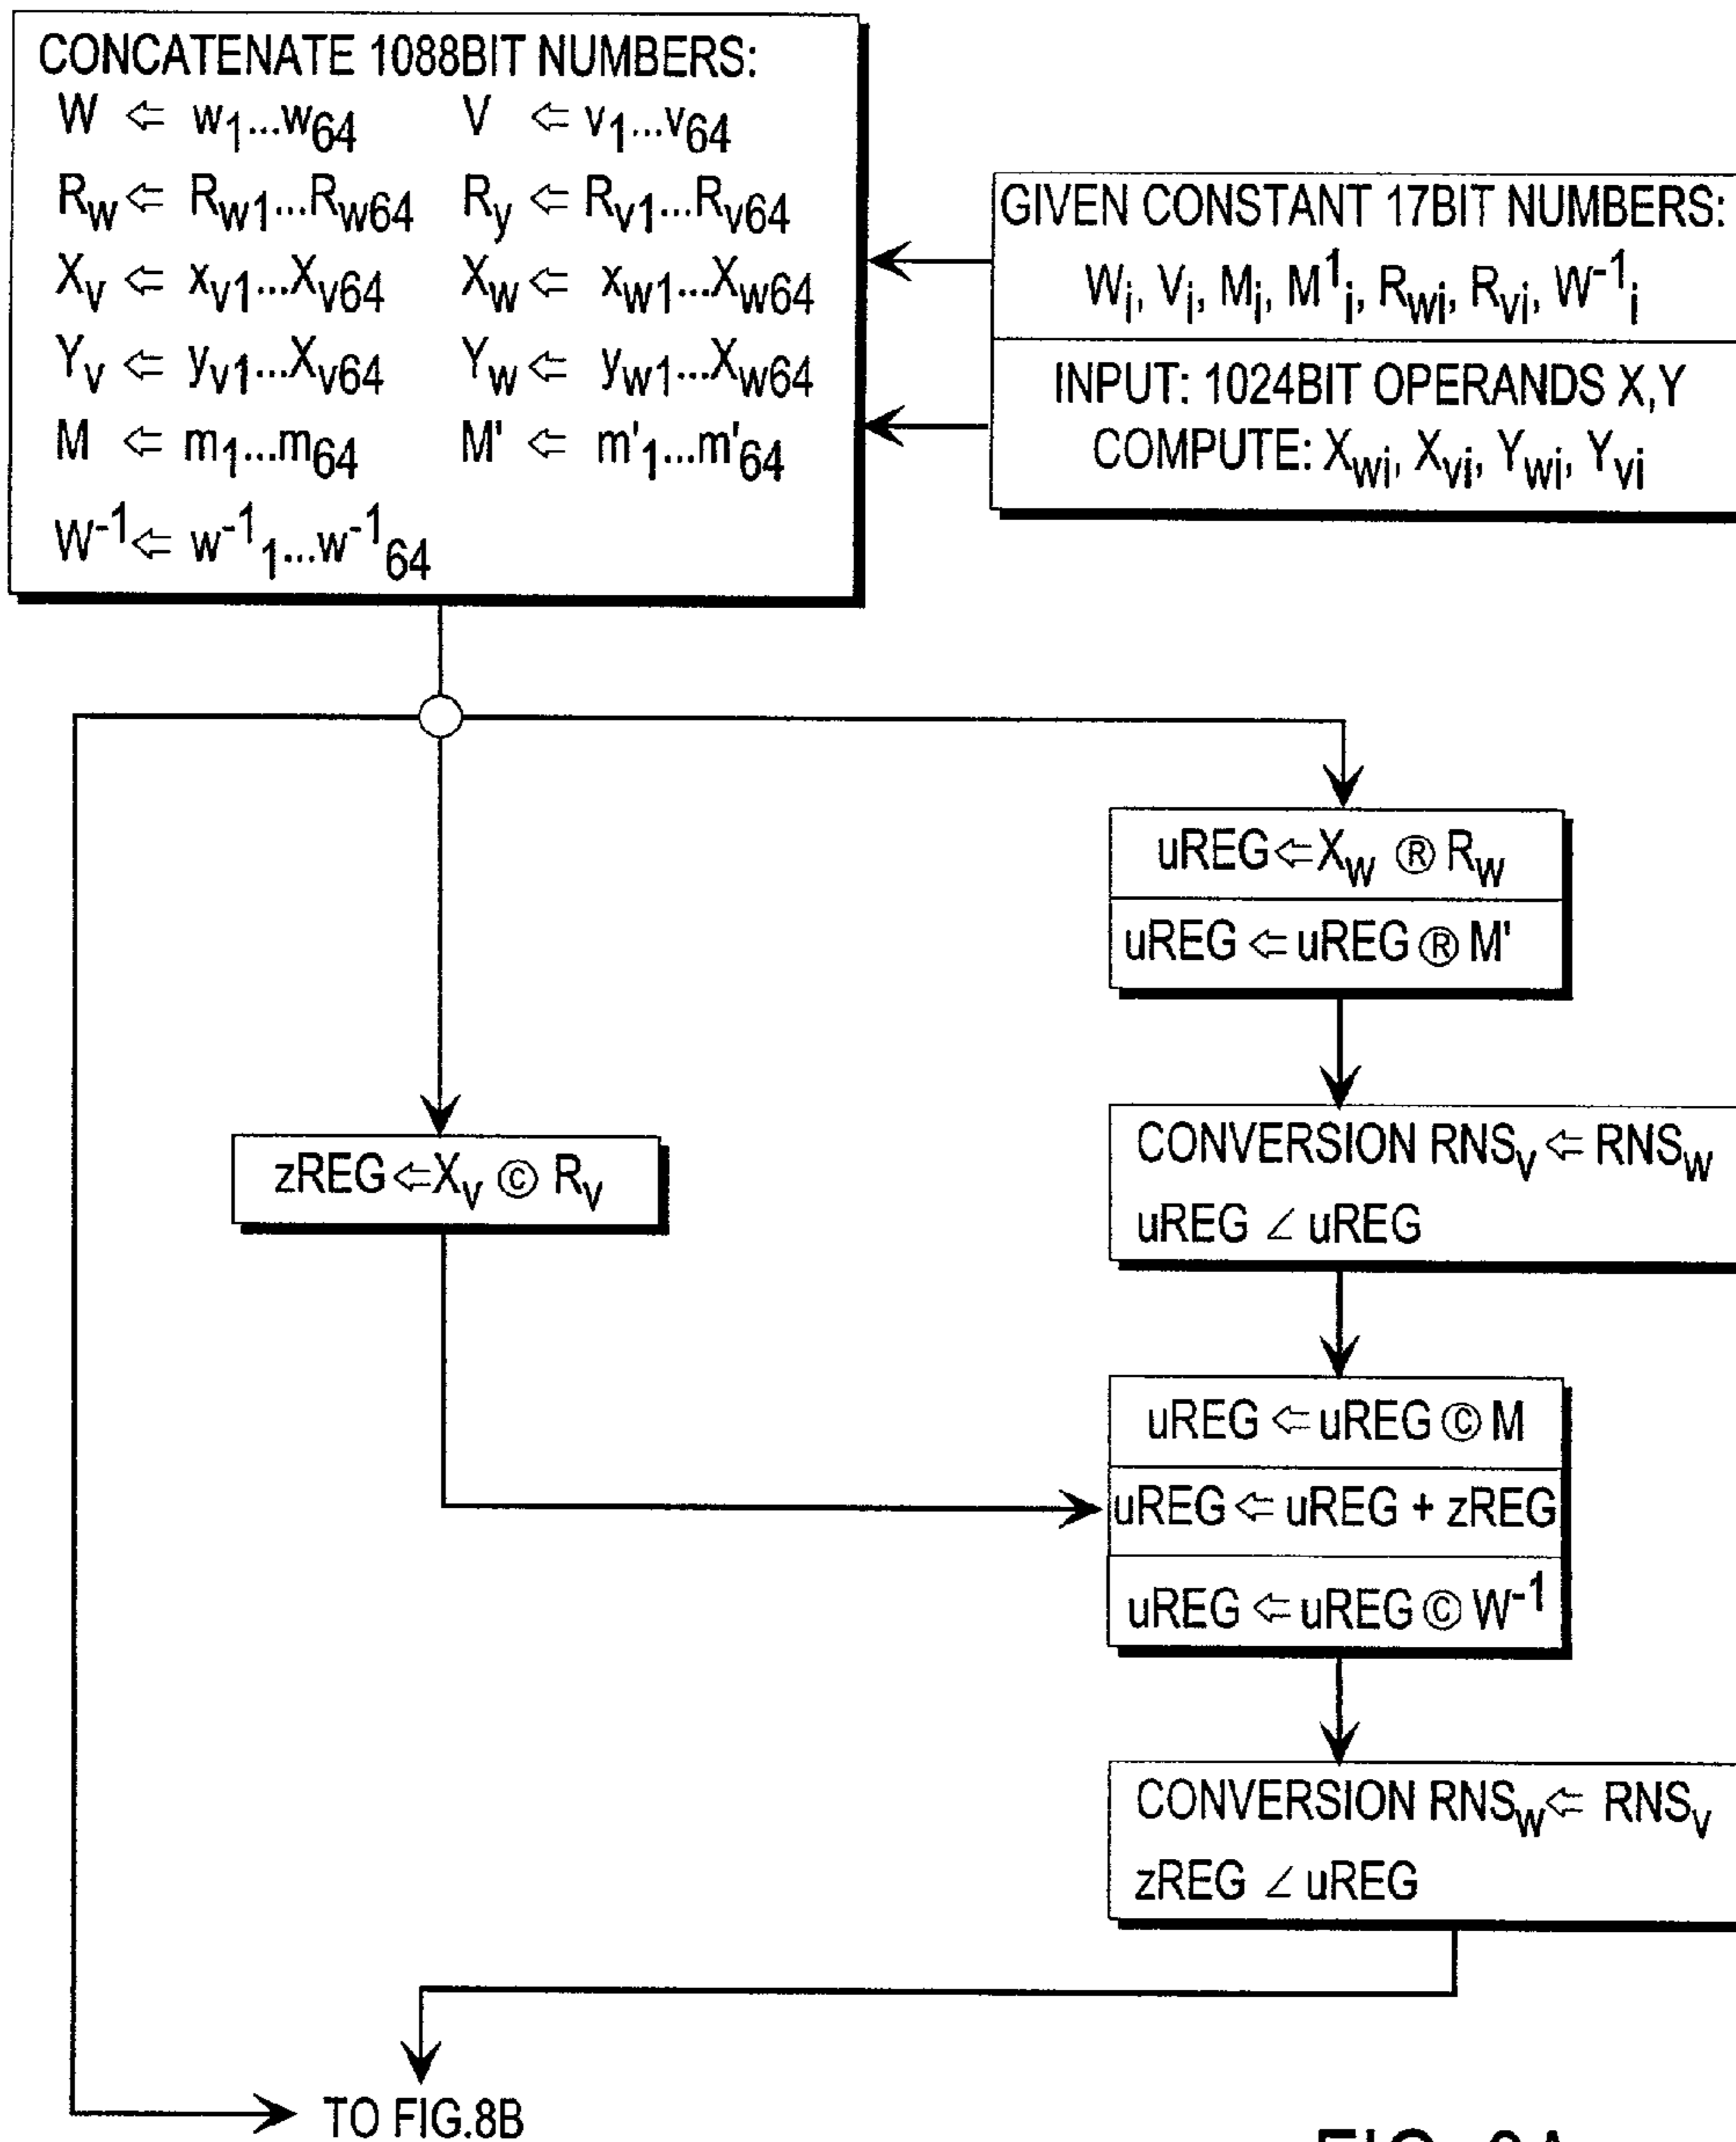 CONCATENATE 1088BIT NUMBERS:
W ⇐ w1...w64 V ⇐ v1...v64
Rw ⇐ Rw1...Rw64 Ry ⇐ Rv1...Rv64
Xv ⇐ xv1...Xv64 Xw ⇐ xw1...Xw64
Yv ⇐ yv1...Xv64 Yw ⇐ yw1...Xw64
M ⇐ m1...m64 M' ⇐ m'1...m'64
W-1 ⇐ w-11...w-164
GIVEN CONSTANT 17BIT NUMBERS:
Wi, Vi, Mi, M1i, Rwi, Rvi, W-1i
INPUT: 1024BIT OPERANDS X,Y
COMPUTE: Xwi, Xvi, Ywi, Yvi
uREG ⇐ Xw ® Rw
uREG ⇐ uREG ® M'
zREG ⇐ Xv © Rv
CONVERSION RNSv ⇐ RNSw
uREG ∠ uREG
uREG ⇐ uREG © M
uREG ⇐ uREG + zREG
uREG ⇐ uREG © W-1
CONVERSION RNSw ⇐ RNSv
zREG ∠ uREG
TO FIG.8B